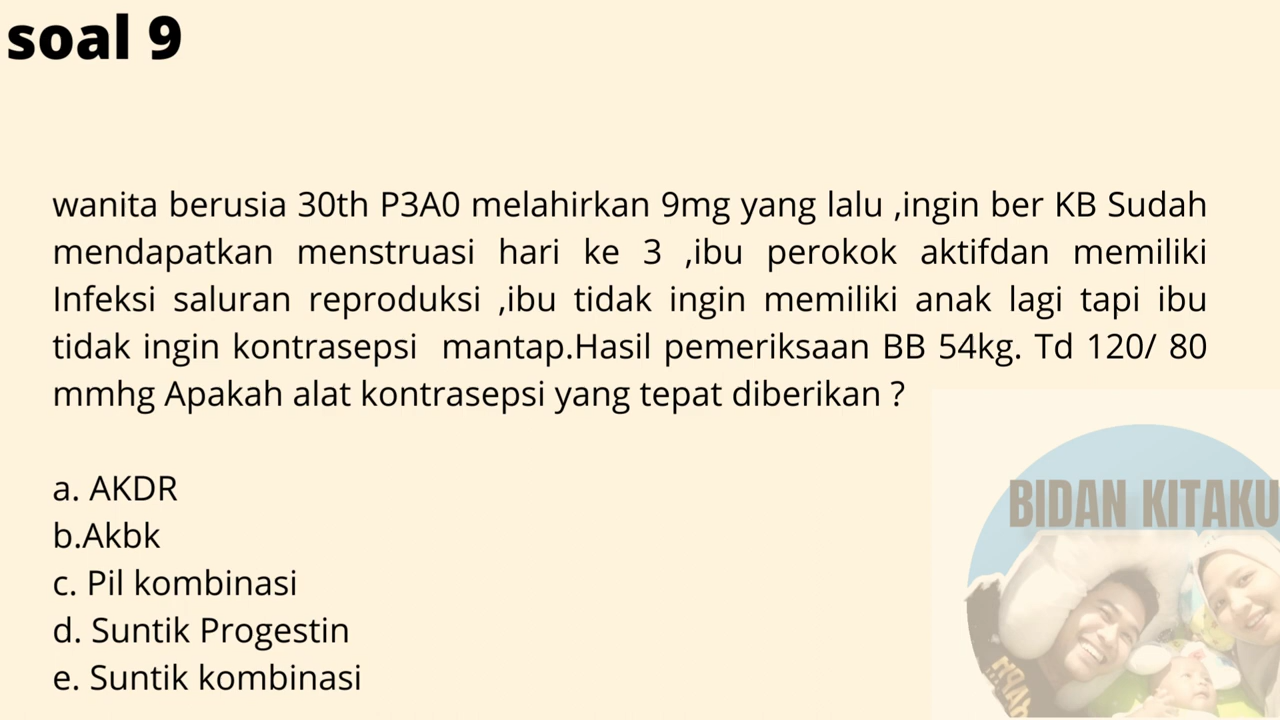 soal 9
wanita berusia 30th P3A0 melahirkan 9mg yang lalu ,ingin ber KB Sudah
mendapatkan menstruasi hari ke 3 ,ibu perokok aktifdan memiliki
Infeksi saluran reproduksi ,ibu tidak ingin memiliki anak lagi tapi ibu
tidak ingin kontrasepsi mantap.Hasil pemeriksaan BB 54kg. Td 120/ 80
mmhg Apakah alat kontrasepsi yang tepat diberikan ?
a. AKDR
b.Akbk
c. Pil kombinasi
d. Suntik Progestin
e. Suntik kombinasi
BIDAN KITAKU